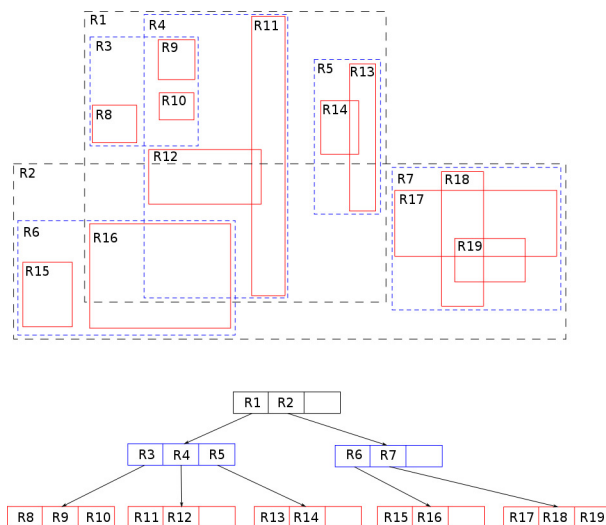 R1
R4
R11
R3
R9
R5
R13
R10
R14
R8
R12
R2
R7
R18
R17
R6
R16
R19
R15
R1 R2
R3 R4 R5
R6 R7
R8 R9 R10
R11 R12
R13 R14
R15 R16
R17 R18 R19